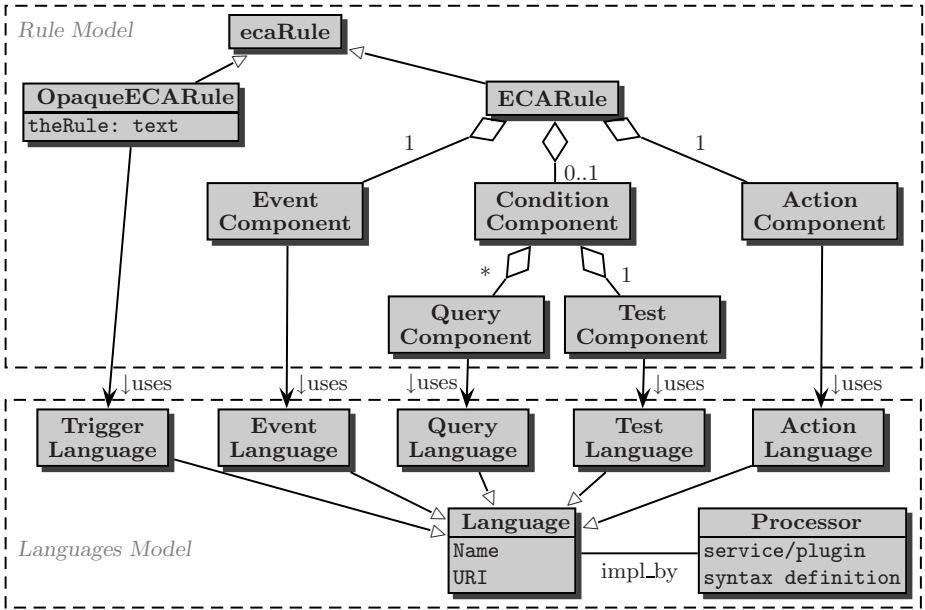 Rule Model
ecaRule
OpaqueECARule
theRule: text
ECARule
1
0..1
1
Event
Component
Condition
Component
Action
Component
*
1
Query
Component
Test
Component
↓uses
↓uses
↓uses
↓uses
↓uses
Trigger
Language
Event
Language
Query
Language
Test
Language
Action
Language
Language
Name
URI
impl_by
Processor
service/plugin
syntax definition
Languages Model